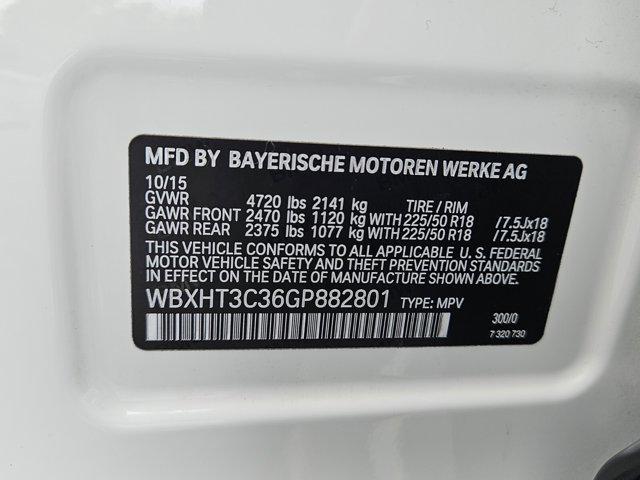 MFD BY BAYERISCHE MOTOREN WERKE AG
10/15
GVWR 4720 lbs 2141 kg TIRE / RIM
GAWR FRONT 2470 lbs 1120 kg WITH 225/50 R18 /7.5Jx18
GAWR REAR 2375 lbs 1077 kg WITH 225/50 R18 /7.5Jx18
THIS VEHICLE CONFORMS TO ALL APPLICABLE U. S. FEDERAL
MOTOR VEHICLE SAFETY AND THEFT PREVENTION STANDARDS
IN EFFECT ON THE DATE OF MANUFACTURE SHOWN ABOVE.
WBXHT3C36GP882801 TYPE: MPV
300/0
7 320 730